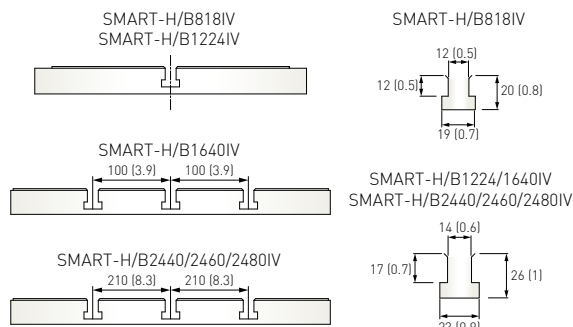 SMART-H/B818IV
SMART-H/B1224IV
SMART-H/B1640IV
100 (3.9) 100 (3.9)
SMART-H/B2440/2460/2480IV
210 (8.3) 210 (8.3)
SMART-H/B818IV
12 (0.5)
12 (0.5)
20 (0.8)
19 (0.7)
SMART-H/B1224/1640IV
SMART-H/B2440/2460/2480IV
14 (0.6)
17 (0.7)
26 (1)